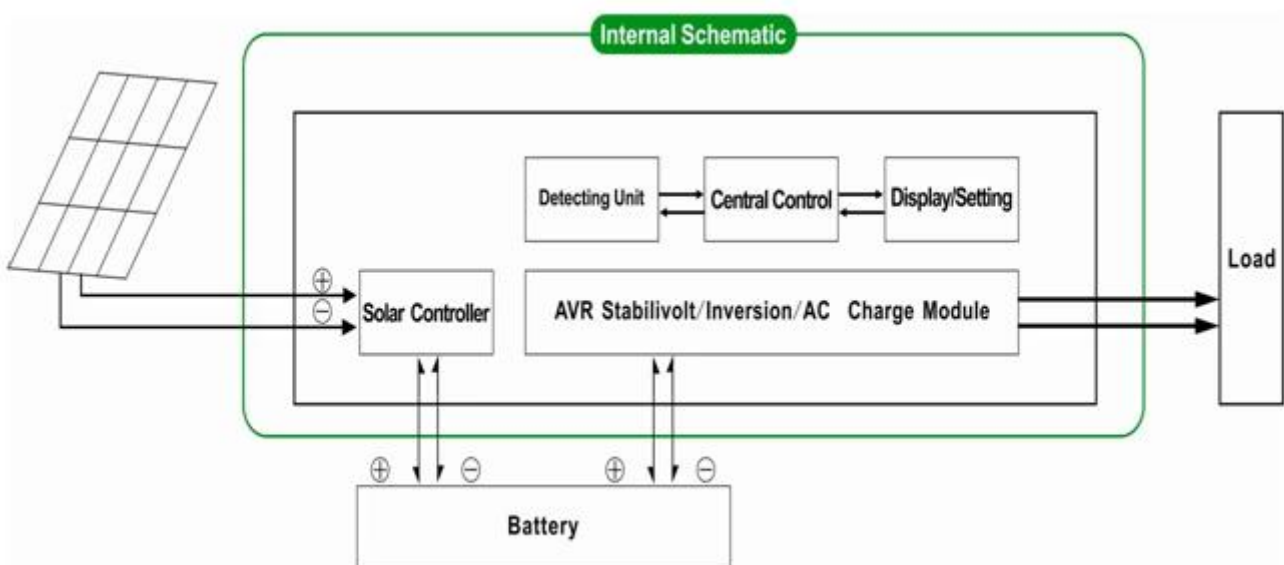 Internal Schematic
Detecting Unit
Central Control
Display/Setting
⊕
⊖
Solar Controller
AVR Stabilivolt/Inversion/AC Charge Module
Load
⊕ ⊖ ⊕ ⊖
Battery